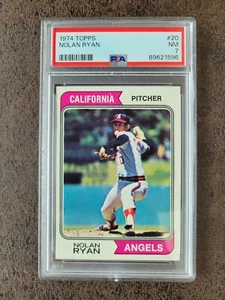 1974 TOPPS #20
NOLAN RYAN NM
PSA 7
89621596
CALIFORNIA PITCHER
NOLAN
RYAN ANGELS